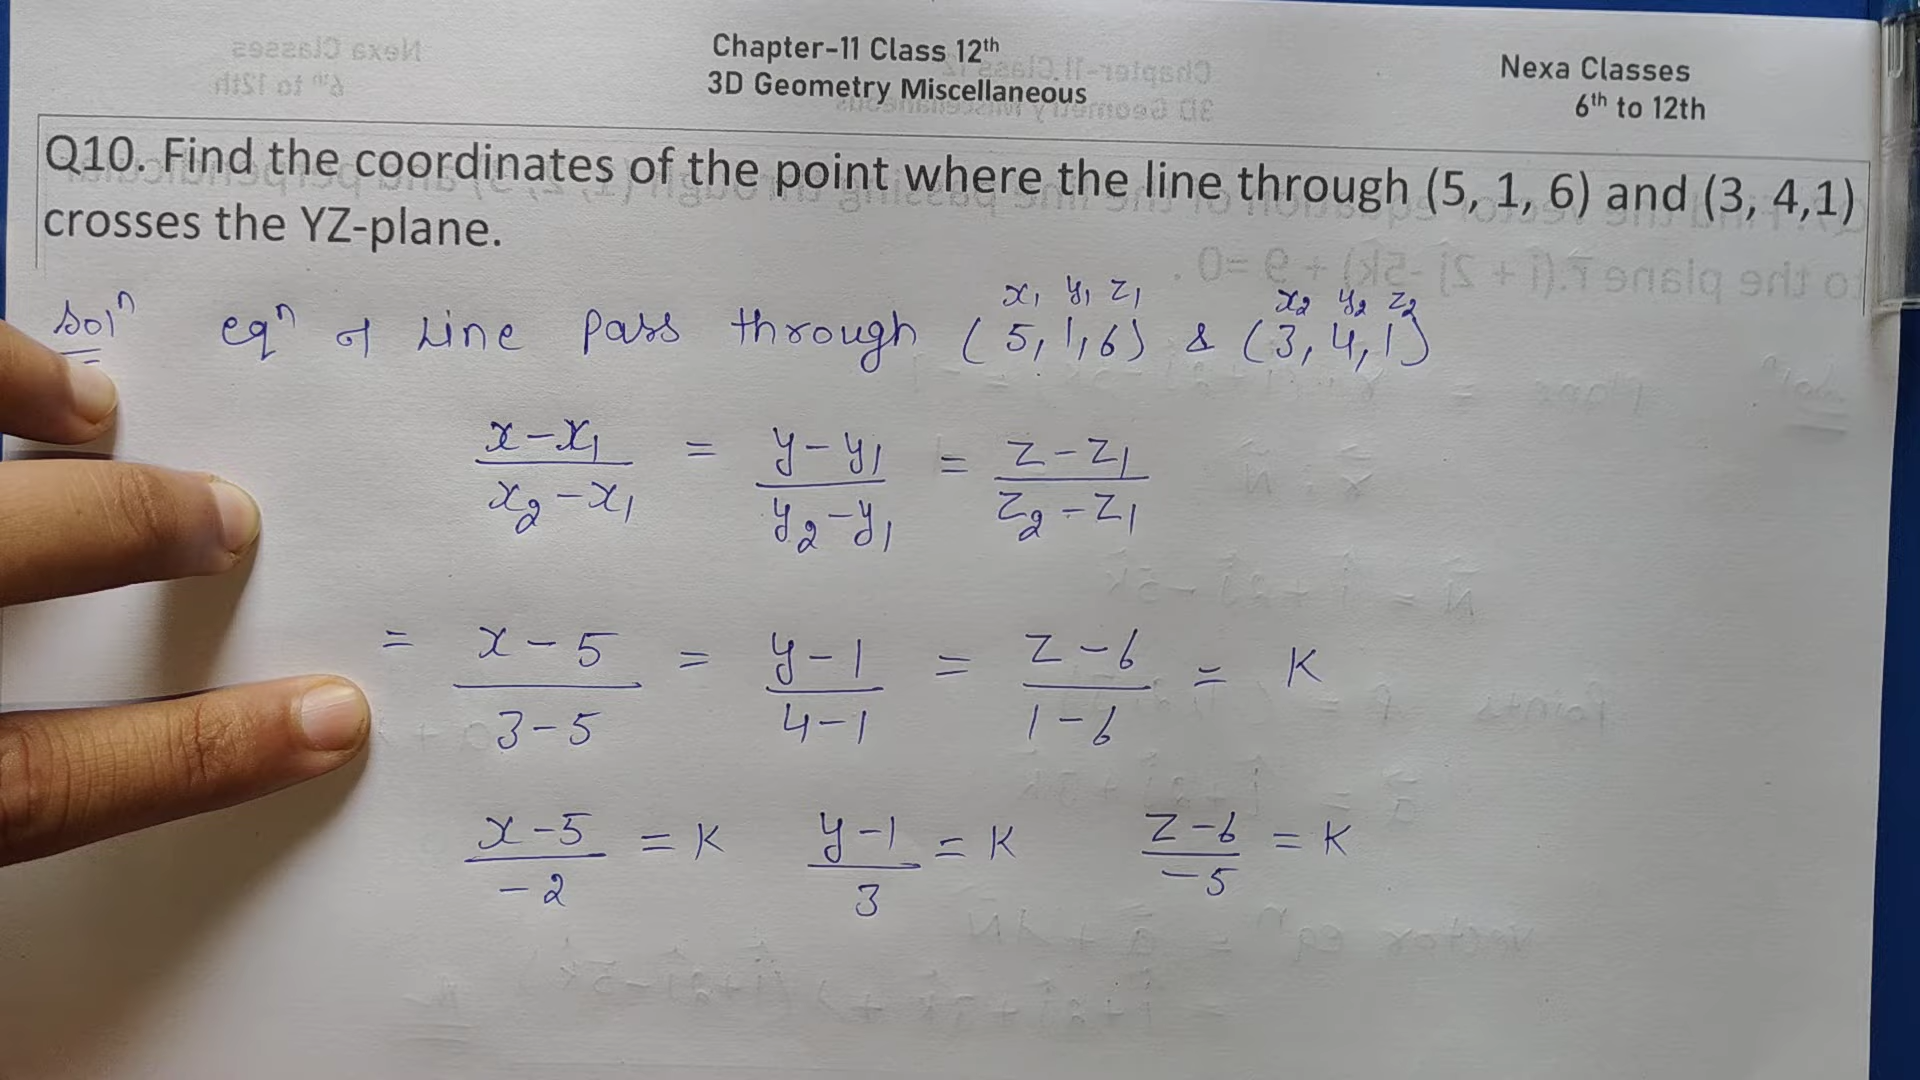 Chapter-11 Class 12th
3D Geometry Miscellaneous
Nexa Classes
6th to 12th
Q10. Find the coordinates of the point where the line through (5, 1, 6) and (3, 4,1)
crosses the YZ-plane.
x₁ y₁ z₁ x₂ y₂ z₂
Solⁿ eqⁿ of Line pass through (5, 1, 6) & (3, 4, 1)
x-x₁ / x₂-x₁ = y-y₁ / y₂-y₁ = z-z₁ / z₂-z₁
= x-5 / 3-5 = y-1 / 4-1 = z-6 / 1-6 = K
x-5 / -2 = K y-1 / 3 = K z-6 / -5 = K